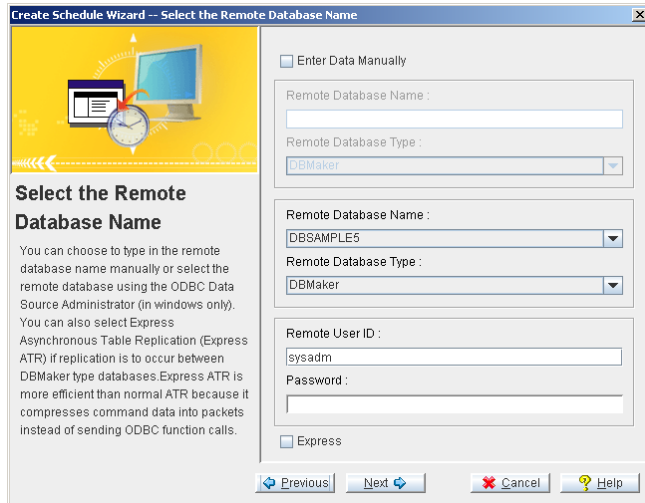 Create Schedule Wizard -- Select the Remote Database Name
Select the Remote
Database Name
You can choose to type in the remote
database name manually or select the
remote database using the ODBC Data
Source Administrator (in windows only).
You can also select Express
Asynchronous Table Replication (Express
ATR) if replication is to occur between
DBMaker type databases.Express ATR is
more efficient than normal ATR because it
compresses command data into packets
instead of sending ODBC function calls.
Enter Data Manually
Remote Database Name :
Remote Database Type :
DBMaker
Remote Database Name :
DBSAMPLE5
Remote Database Type :
DBMaker
Remote User ID :
sysadm
Password :
Express
Previous Next Cancel Help